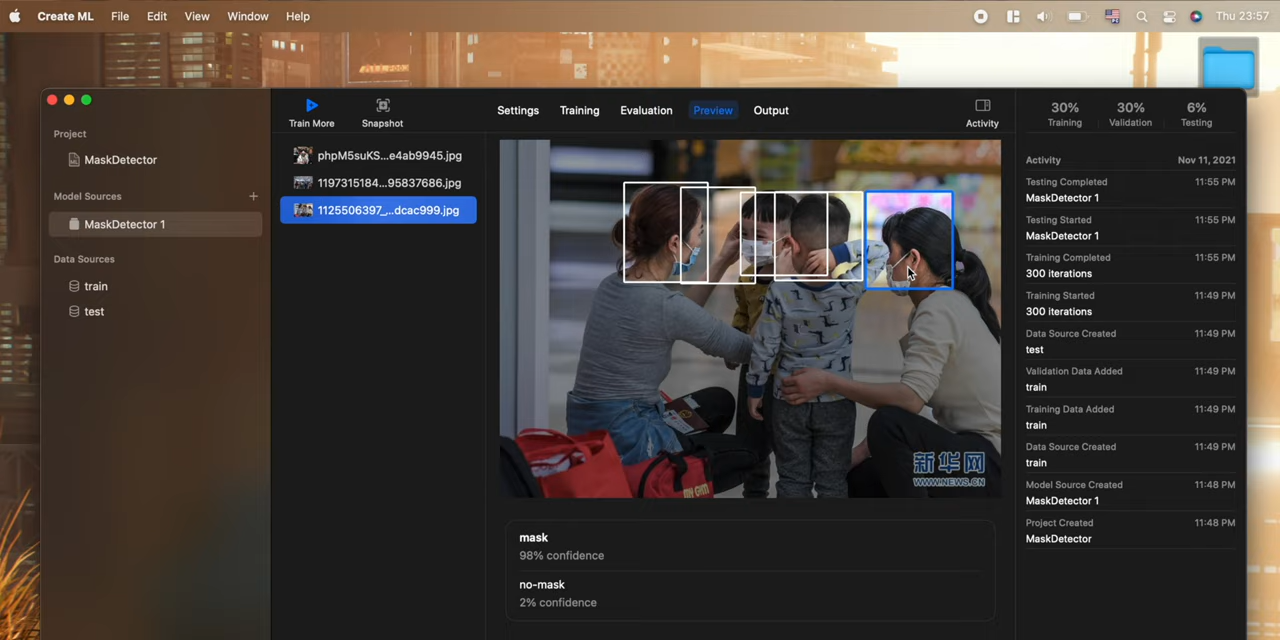 Create ML File Edit View Window Help Thu 23:57
Project
MaskDetector
Model Sources +
MaskDetector 1
Data Sources
train
test
Train More
Snapshot
Settings Training Evaluation Preview Output
Activity
phpM5suKS...e4ab9945.jpg
1197315184...95837686.jpg
1125506397_...dcac999.jpg
新华网
WWW.NEWS.CN
mask
98% confidence
no-mask
2% confidence
30% 30% 6%
Training Validation Testing
Activity Nov 11, 2021
Testing Completed 11:55 PM
MaskDetector 1
Testing Started 11:55 PM
MaskDetector 1
Training Completed 11:55 PM
300 iterations
Training Started 11:49 PM
300 iterations
Data Source Created 11:49 PM
test
Validation Data Added 11:49 PM
train
Training Data Added 11:49 PM
train
Data Source Created 11:49 PM
train
Model Source Created 11:48 PM
MaskDetector 1
Project Created 11:48 PM
MaskDetector